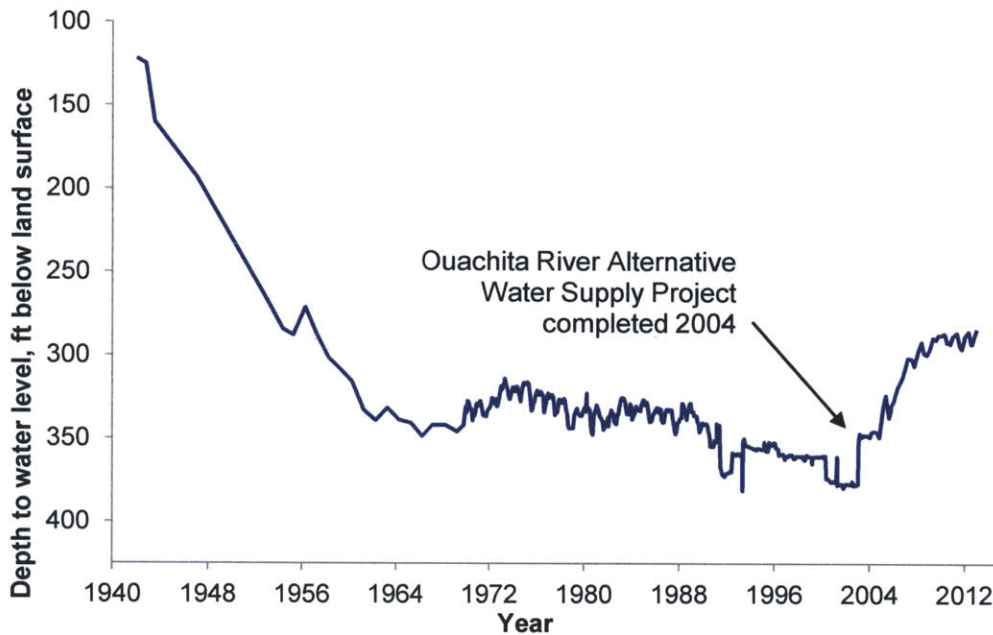 Depth to water level, ft below land surface
100
150
200
250
300
350
400
Ouachita River Alternative
Water Supply Project
completed 2004
1940 1948 1956 1964 1972 1980 1988 1996 2004 2012
Year